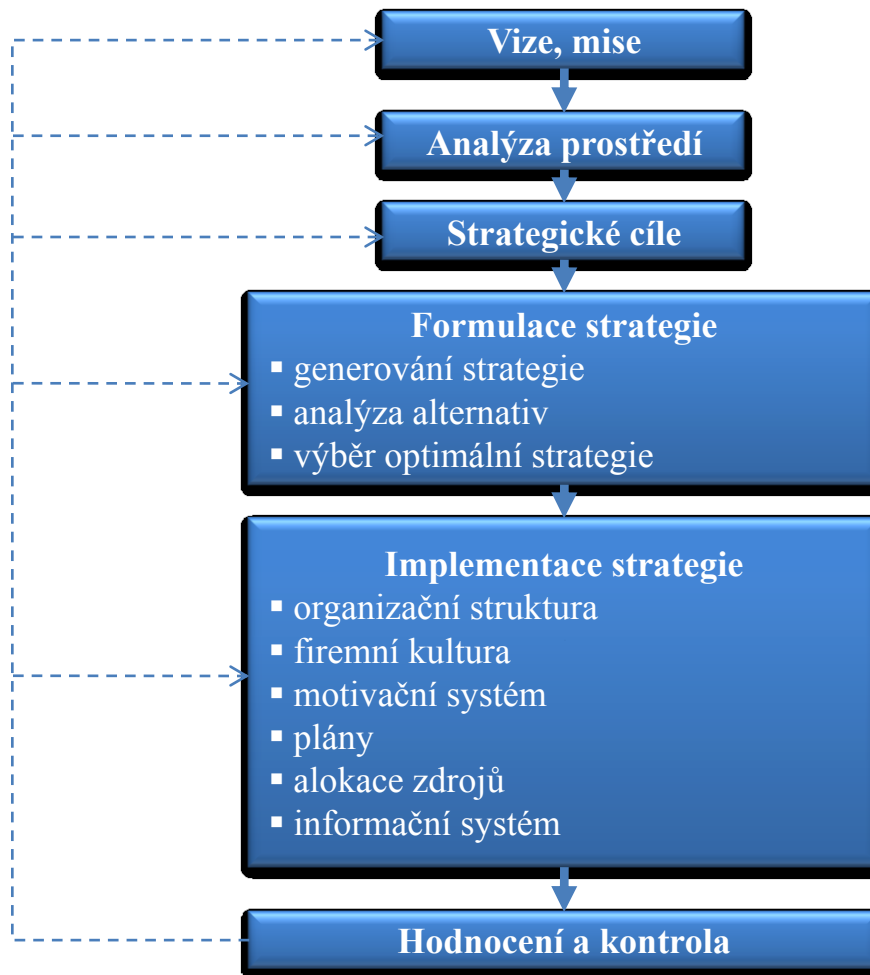 Vize, mise
Analýza prostředí
Strategické cíle
Formulace strategie
▪ generování strategie
▪ analýza alternativ
▪ výběr optimální strategie
Implementace strategie
▪ organizační struktura
▪ firemní kultura
▪ motivační systém
▪ plány
▪ alokace zdrojů
▪ informační systém
Hodnocení a kontrola